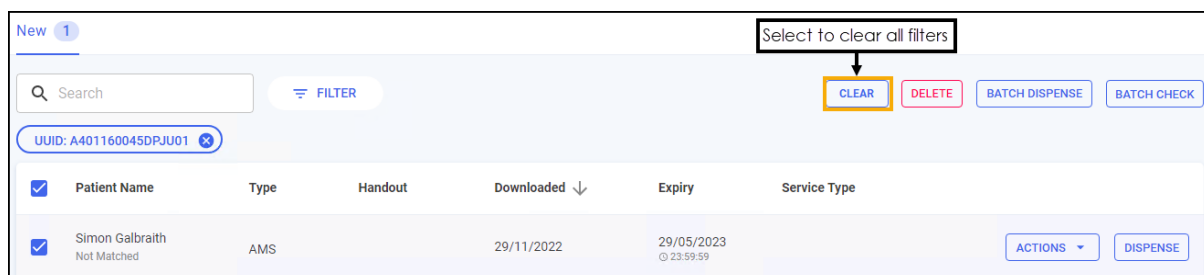 New 1
Select to clear all filters
Search
FILTER
CLEAR
DELETE
BATCH DISPENSE
BATCH CHECK
UUID: A401160045DPJU01
Patient Name Type Handout Downloaded Expiry Service Type
Simon Galbraith AMS 29/11/2022 29/05/2023 ACTIONS DISPENSE
Not Matched 23:59:59